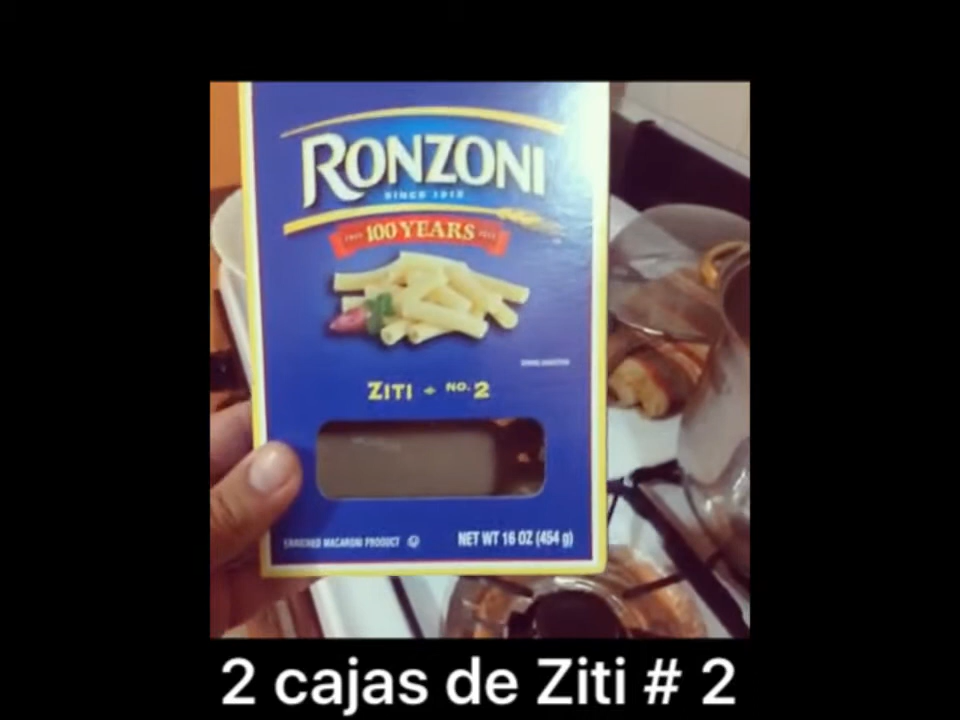 RONZONI
SINCE 1915
100 YEARS
ZITI - NO. 2
ENRICHED MACARONI PRODUCT
NET WT 16 OZ (454 g)
2 cajas de Ziti # 2